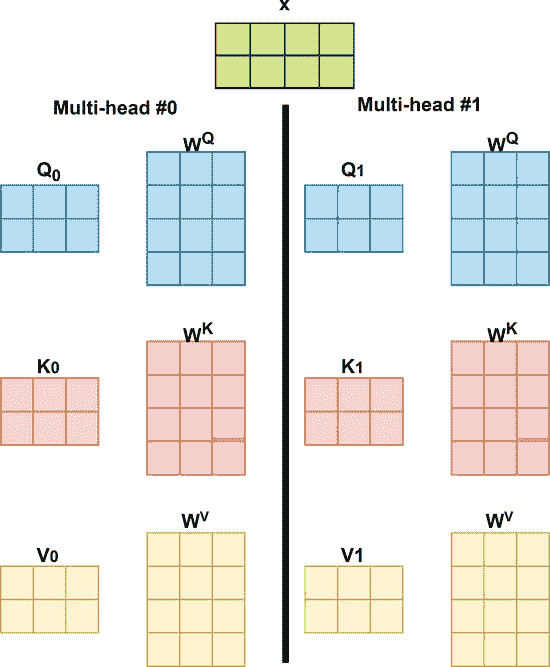 x
Multi-head #0
Multi-head #1
Q0
WQ
Q1
WQ
K0
WK
K1
WK
V0
WV
V1
WV